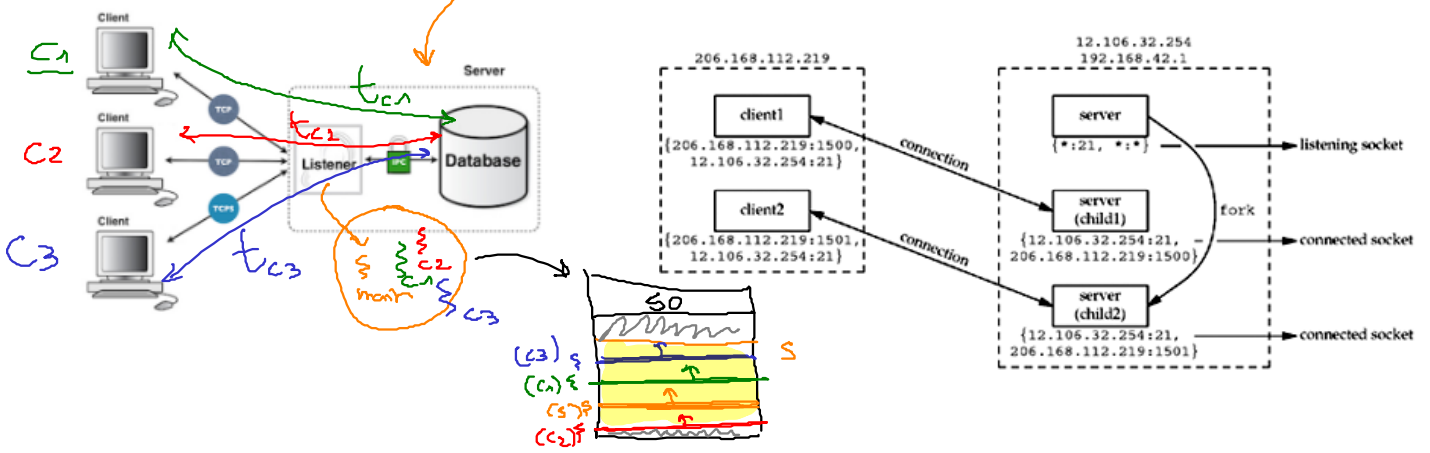 Client
C1
TCP
Client
C2
TCP
Client
C3
TCPS
Server
tc1
tc2
tc3
Listener
IPC
Database
main
C1
C2
C3
SO
S
(C3)
(C1)
(S)
(C2)
206.168.112.219
client1
{206.168.112.219:1500,
12.106.32.254:21}
client2
{206.168.112.219:1501,
12.106.32.254:21}
connection
connection
12.106.32.254
192.168.42.1
server
{*:21, *:*}
listening socket
fork
server
(child1)
{12.106.32.254:21,
206.168.112.219:1500}
connected socket
server
(child2)
{12.106.32.254:21,
206.168.112.219:1501}
connected socket